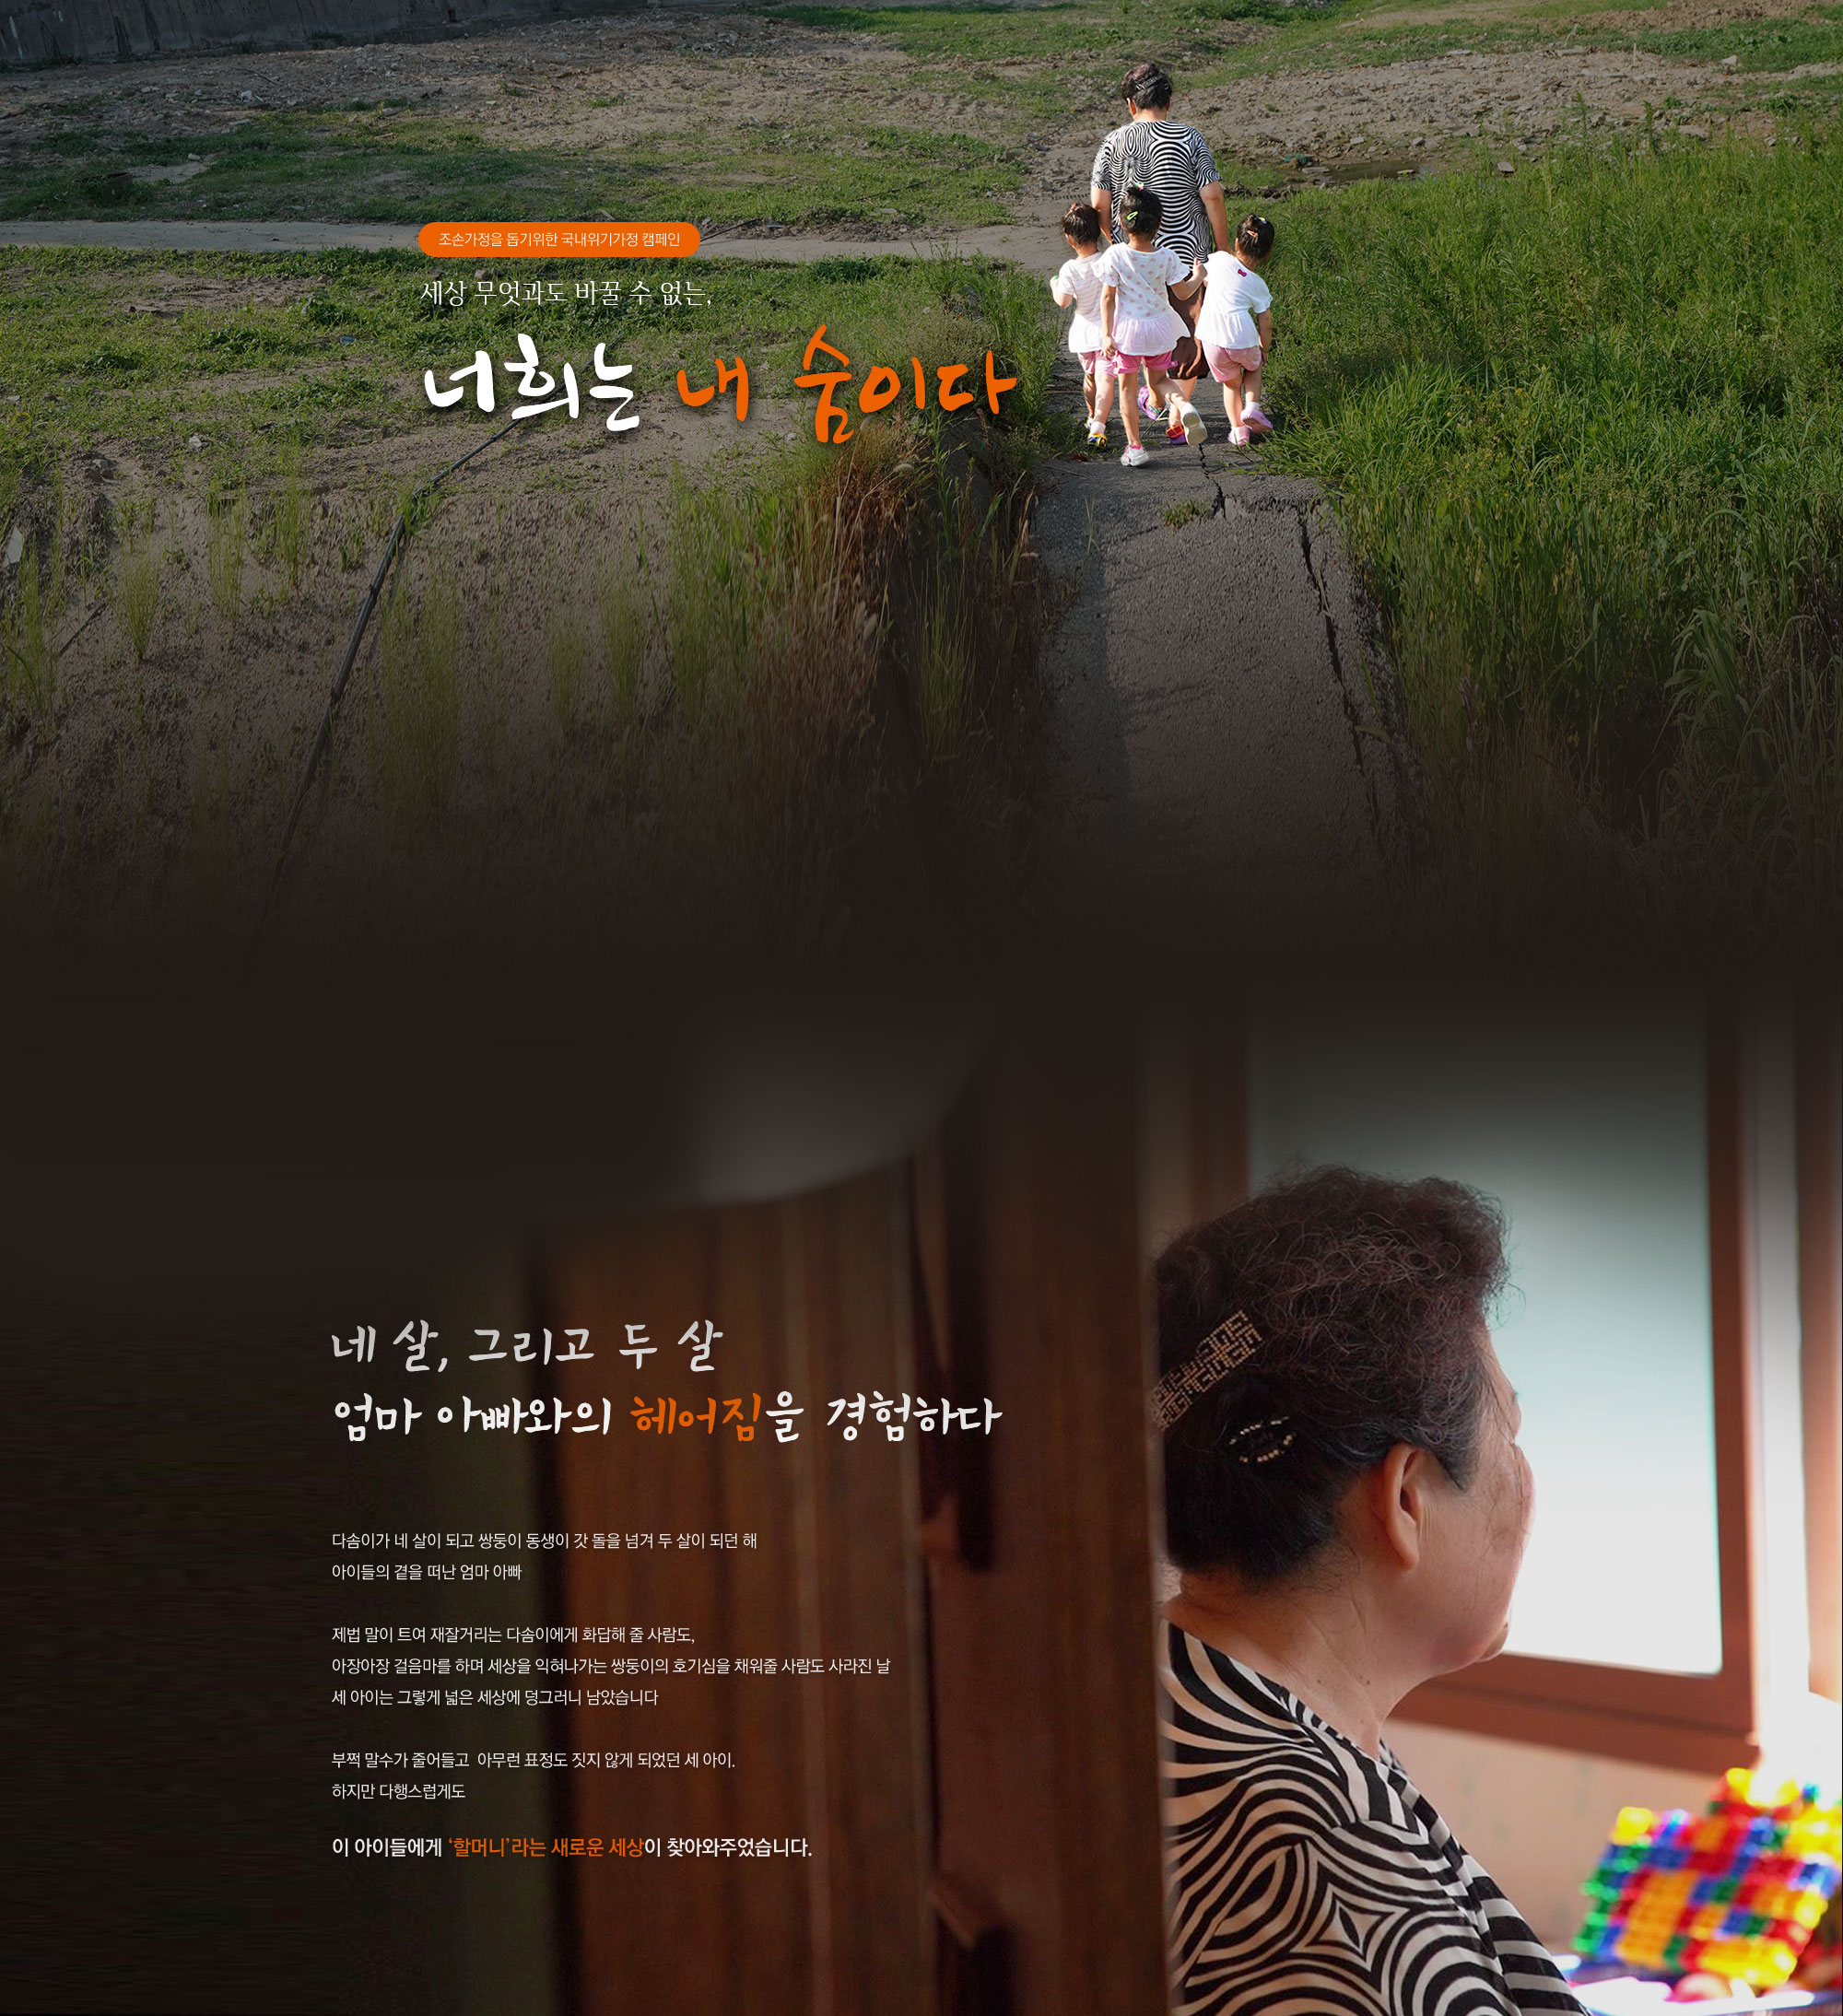 조손가정을 돕기위한 국내위기가정 캠페인
세상 무엇과도 바꿀 수 없는,
너희는 내 숨이다
네 살, 그리고 두 살
엄마 아빠와의 헤어짐을 경험하다
다솜이가 네 살이 되고 쌍둥이 동생이 갓 돌을 넘겨 두 살이 되던 해
아이들의 곁을 떠난 엄마 아빠
제법 말이 트여 재잘거리는 다솜이에게 화답해 줄 사람도,
아장아장 걸음마를 하며 세상을 익혀나가는 쌍둥이의 호기심을 채워줄 사람도 사라진 날
세 아이는 그렇게 넓은 세상에 덩그러니 남았습니다
부쩍 말수가 줄어들고 아무런 표정도 짓지 않게 되었던 세 아이.
하지만 다행스럽게도
이 아이들에게 ‘할머니’라는 새로운 세상이 찾아와주었습니다.